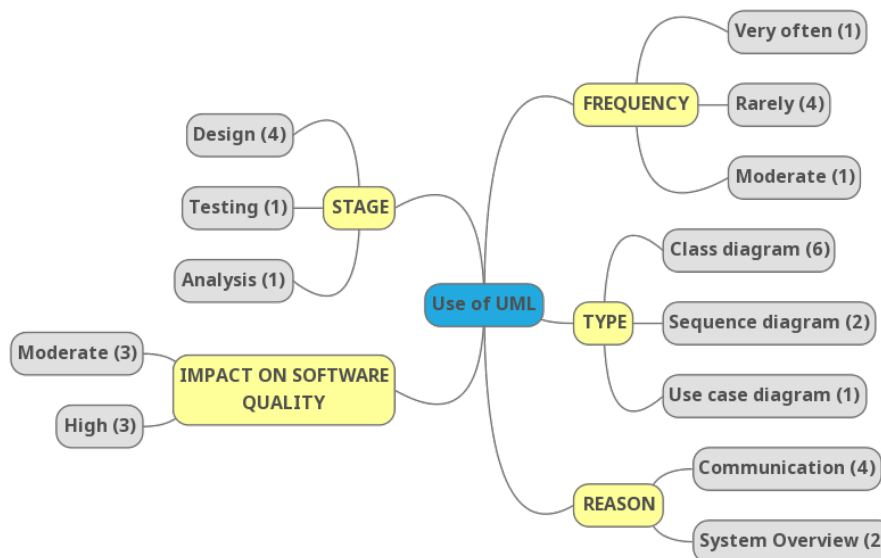 Use of UML
FREQUENCY
Very often (1)
Rarely (4)
Moderate (1)
TYPE
Class diagram (6)
Sequence diagram (2)
Use case diagram (1)
REASON
Communication (4)
System Overview (2
STAGE
Design (4)
Testing (1)
Analysis (1)
IMPACT ON SOFTWARE
QUALITY
Moderate (3)
High (3)